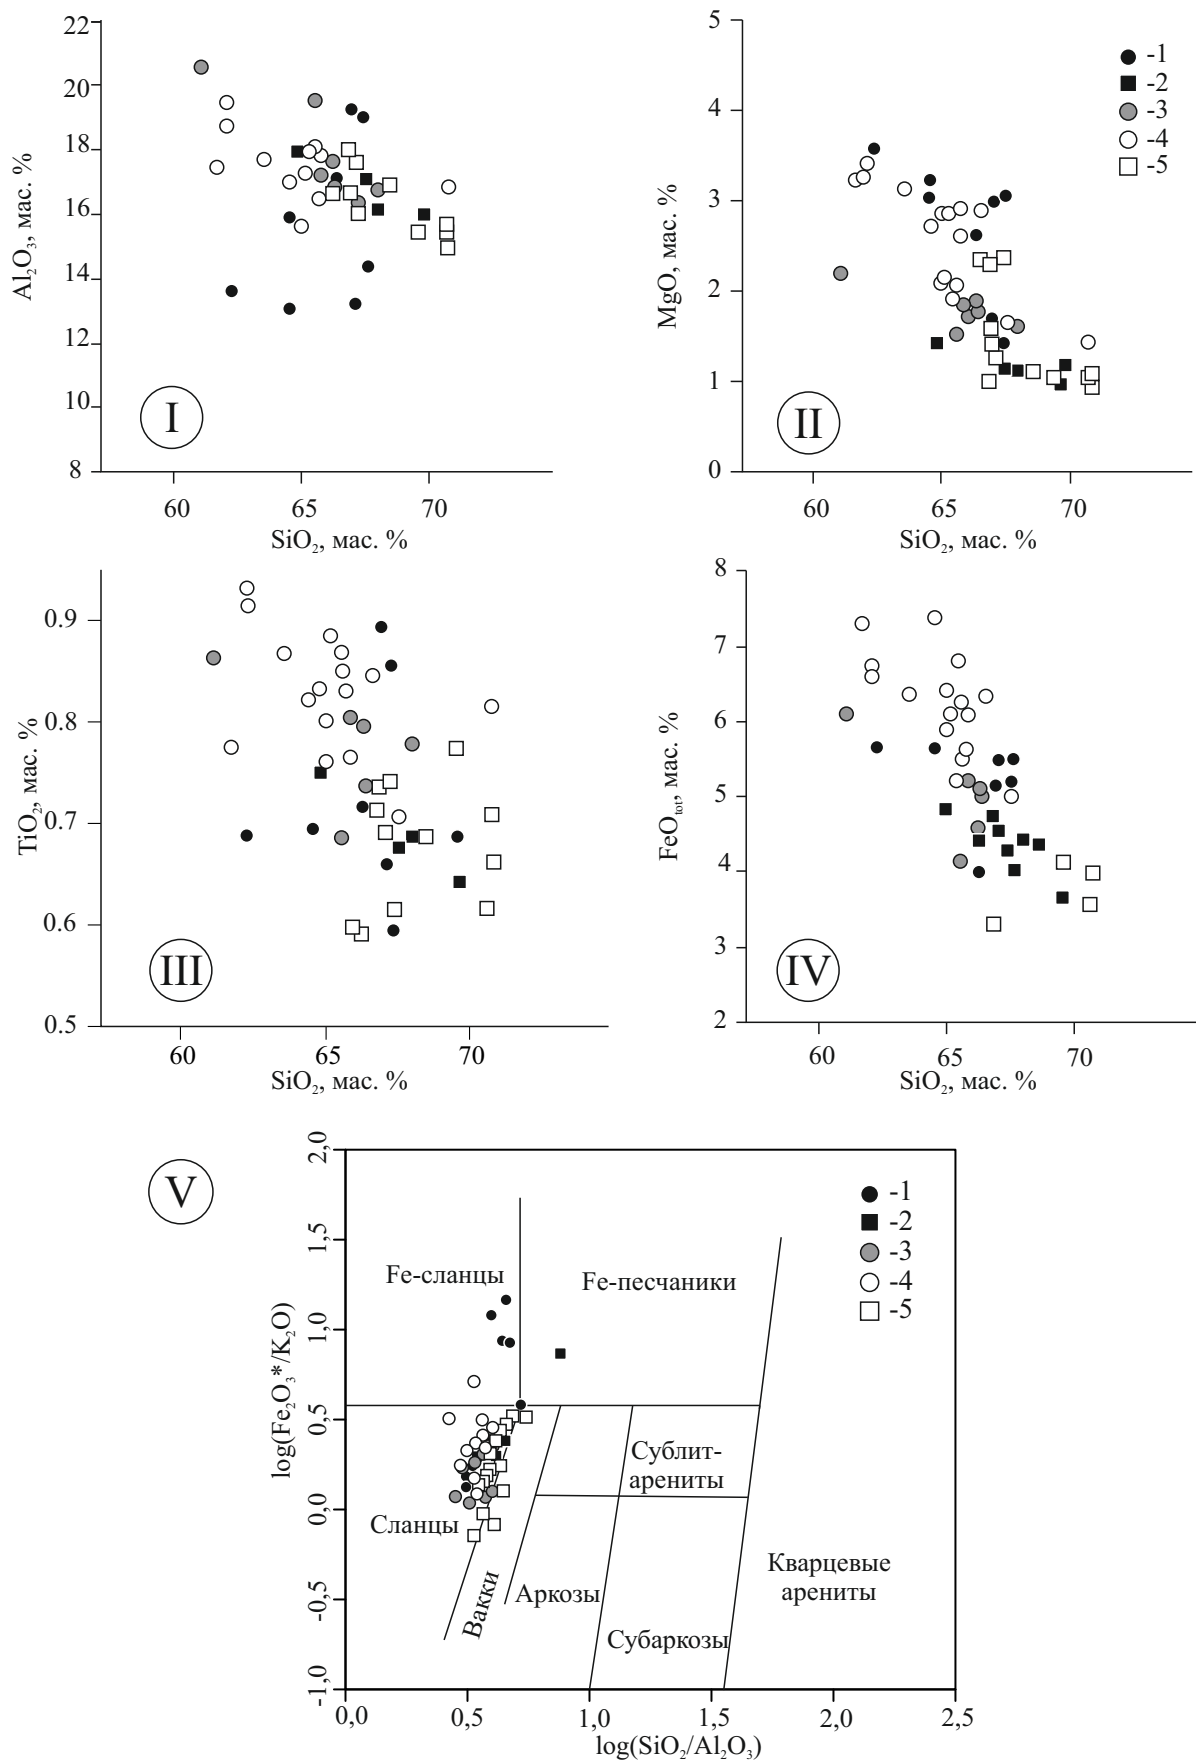 22
20
18
16
14
12
10
8
Al₂O₃, мас. %
I
60 65 70
SiO₂, мас. %
5
4
3
2
1
0
MgO, мас. %
-1
-2
-3
-4
-5
II
60 65 70
SiO₂, мас. %
0.9
0.8
0.7
0.6
0.5
TiO₂, мас. %
III
60 65 70
SiO₂, мас. %
8
7
6
5
4
3
2
FeOtot, мас. %
IV
60 65 70
SiO₂, мас. %
V
2,0
1,5
1,0
0,5
0,0
-0,5
-1,0
log(Fe₂O₃*/K₂O)
-1
-2
-3
-4
-5
Fe-сланцы
Fe-песчаники
Сублит-
арениты
Сланцы
Вакки
Аркозы
Субаркозы
Кварцевые
арениты
0,0 0,5 1,0 1,5 2,0 2,5
log(SiO₂/Al₂O₃)